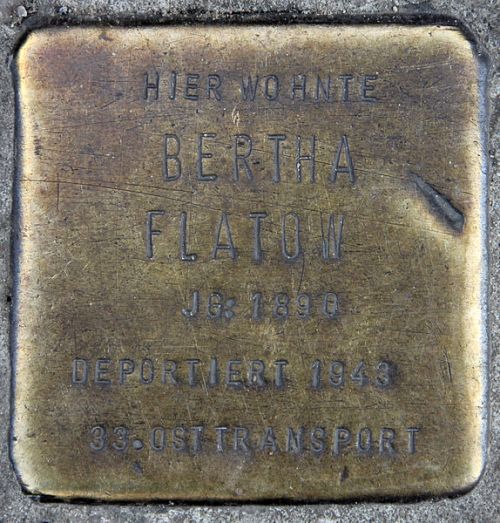 HIER WOHNTE
BERTHA
FLATOW
JG: 1890
DEPORTIERT 1943
33. OSTTRANSPORT